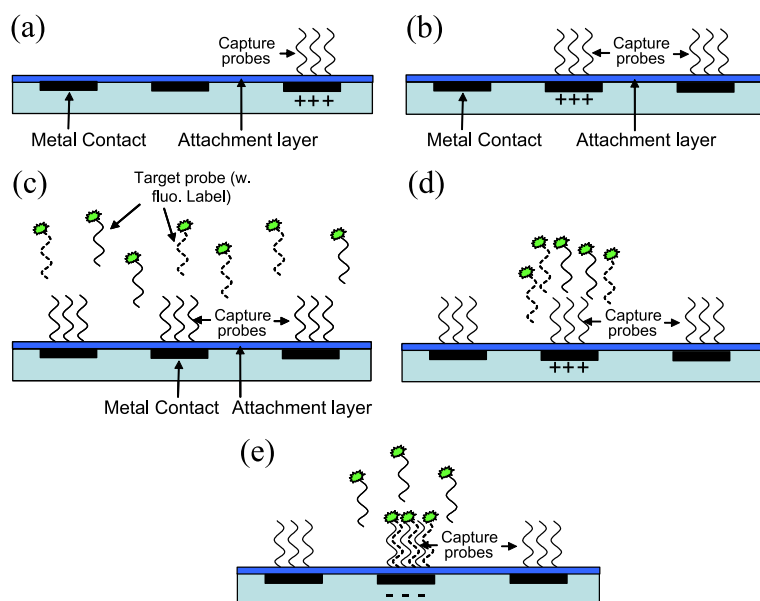 (a)
Capture
probes
+++
Metal Contact
Attachment layer
(b)
Capture
probes
+++
Metal Contact
Attachment layer
(c)
Target probe (w.
fluo. Label)
Capture
probes
Metal Contact
Attachment layer
(d)
Capture
probes
+++
(e)
Capture
probes
- - -